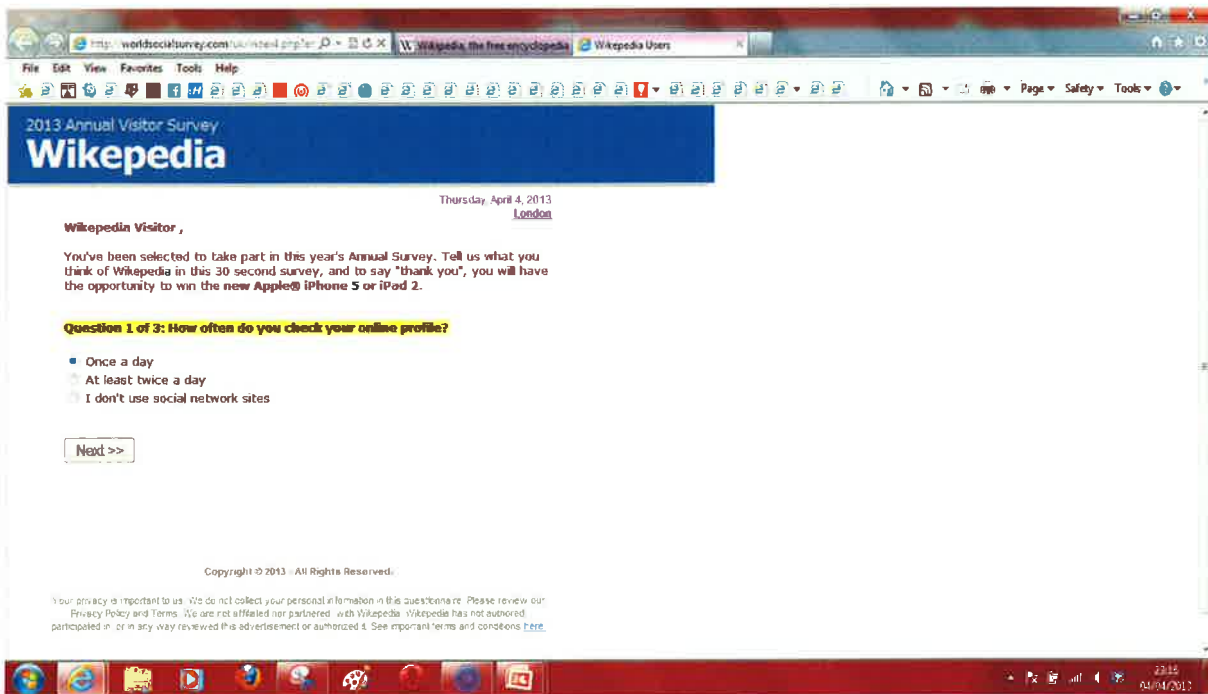 worldsocialsurvey.com
Wikipedia, the free encyclopedia
Wikepedia Users
File Edit View Favorites Tools Help
Page Safety Tools
2013 Annual Visitor Survey
Wikepedia
Thursday, April 4, 2013
London
Wikepedia Visitor ,
You've been selected to take part in this year's Annual Survey. Tell us what you
think of Wikepedia in this 30 second survey, and to say "thank you", you will have
the opportunity to win the new Apple® iPhone 5 or iPad 2.
Question 1 of 3: How often do you check your online profile?
Once a day
At least twice a day
I don't use social network sites
Next >>
Copyright © 2013 - All Rights Reserved.
Your privacy is important to us. We do not collect your personal information in this questionnaire. Please review our
Privacy Policy and Terms. We are not affiliated nor partnered with Wikepedia. Wikepedia has not authored,
participated in, or in any way reviewed this advertisement or authorized it. See important terms and conditions here.
22:16
04/04/2013